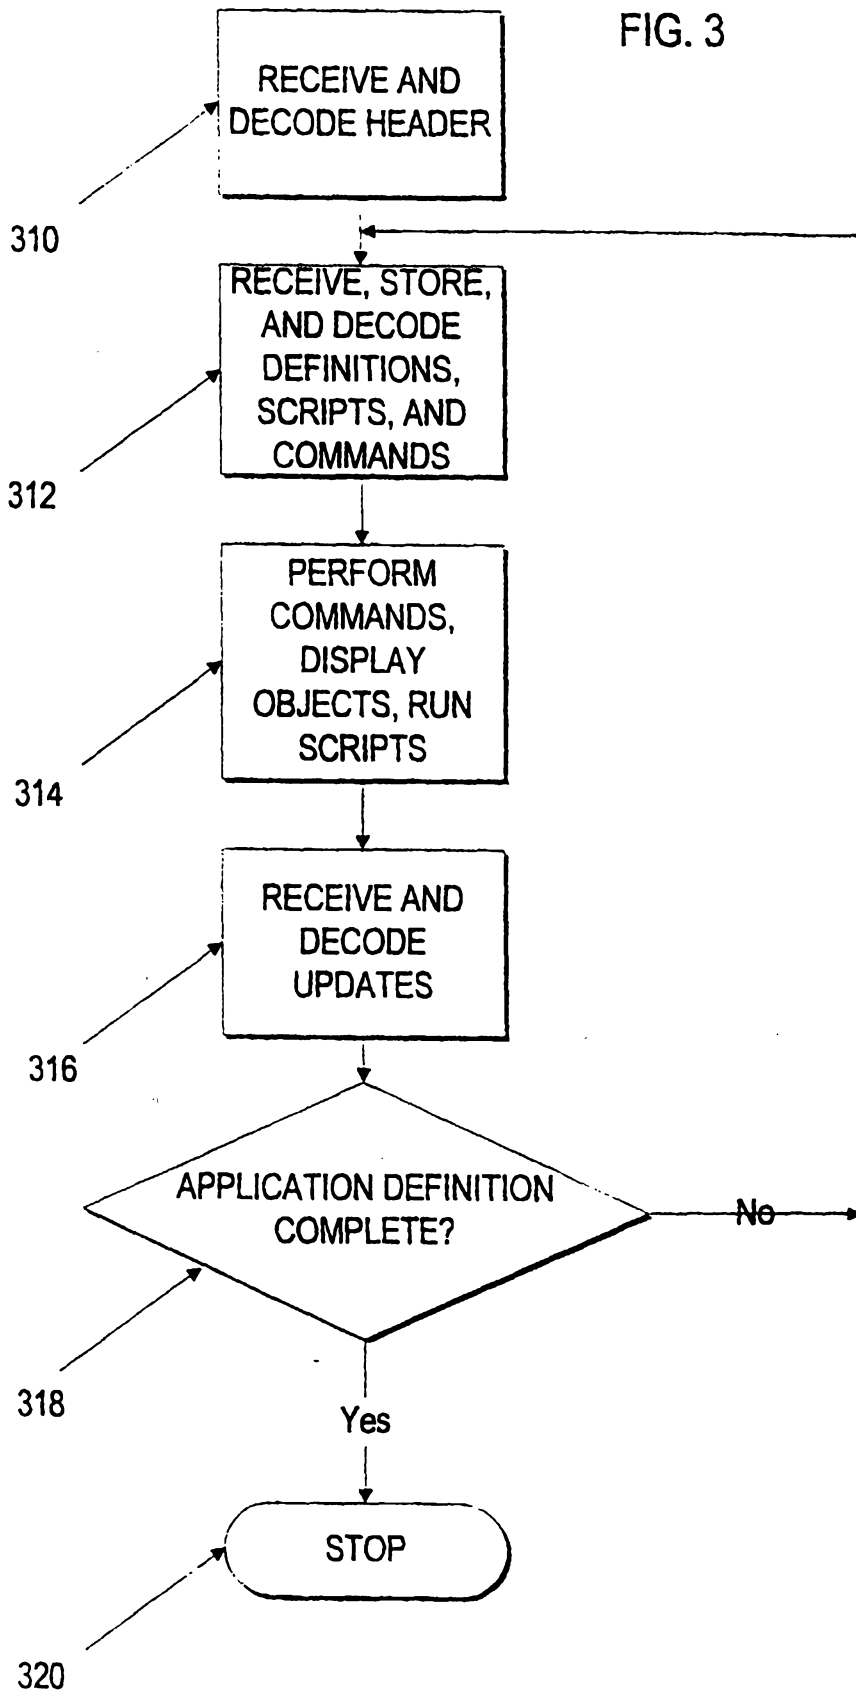 FIG. 3
RECEIVE AND
DECODE HEADER
310
RECEIVE, STORE,
AND DECODE
DEFINITIONS,
SCRIPTS, AND
COMMANDS
312
PERFORM
COMMANDS,
DISPLAY
OBJECTS, RUN
SCRIPTS
314
RECEIVE AND
DECODE
UPDATES
316
APPLICATION DEFINITION
COMPLETE?
No
318
Yes
STOP
320